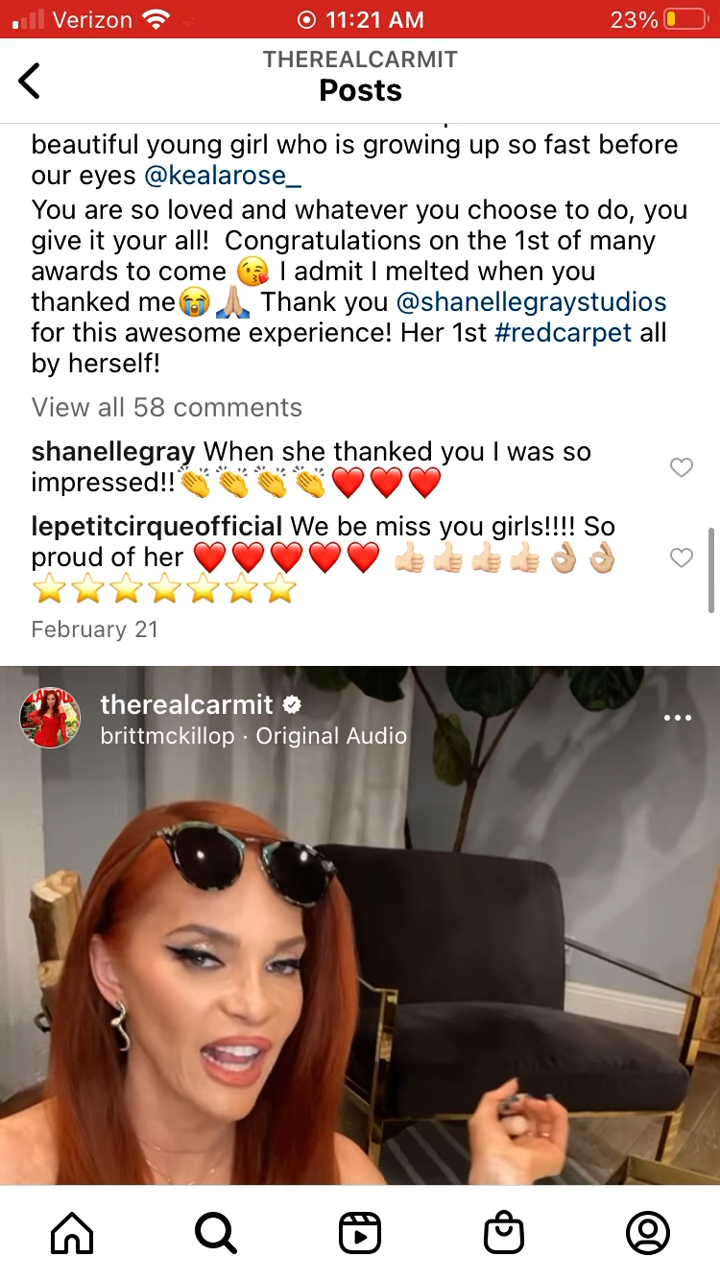 Verizon 11:21 AM 23%
THEREALCARMIT
Posts
beautiful young girl who is growing up so fast before
our eyes @kealarose_
You are so loved and whatever you choose to do, you
give it your all!  Congratulations on the 1st of many
awards to come 😘 I admit I melted when you
thanked me😭🙏🏼 Thank you @shanellegraystudios
for this awesome experience! Her 1st #redcarpet all
by herself!
View all 58 comments
shanellegray When she thanked you I was so
impressed!!👏👏👏👏❤️❤️❤️
lepetitcirqueofficial We be miss you girls!!!! So
proud of her ❤️❤️❤️❤️❤️ 👍🏻👍🏻👍🏻👍🏻👌🏼👌🏼
⭐⭐⭐⭐⭐⭐⭐
February 21
therealcarmit
brittmckillop · Original Audio